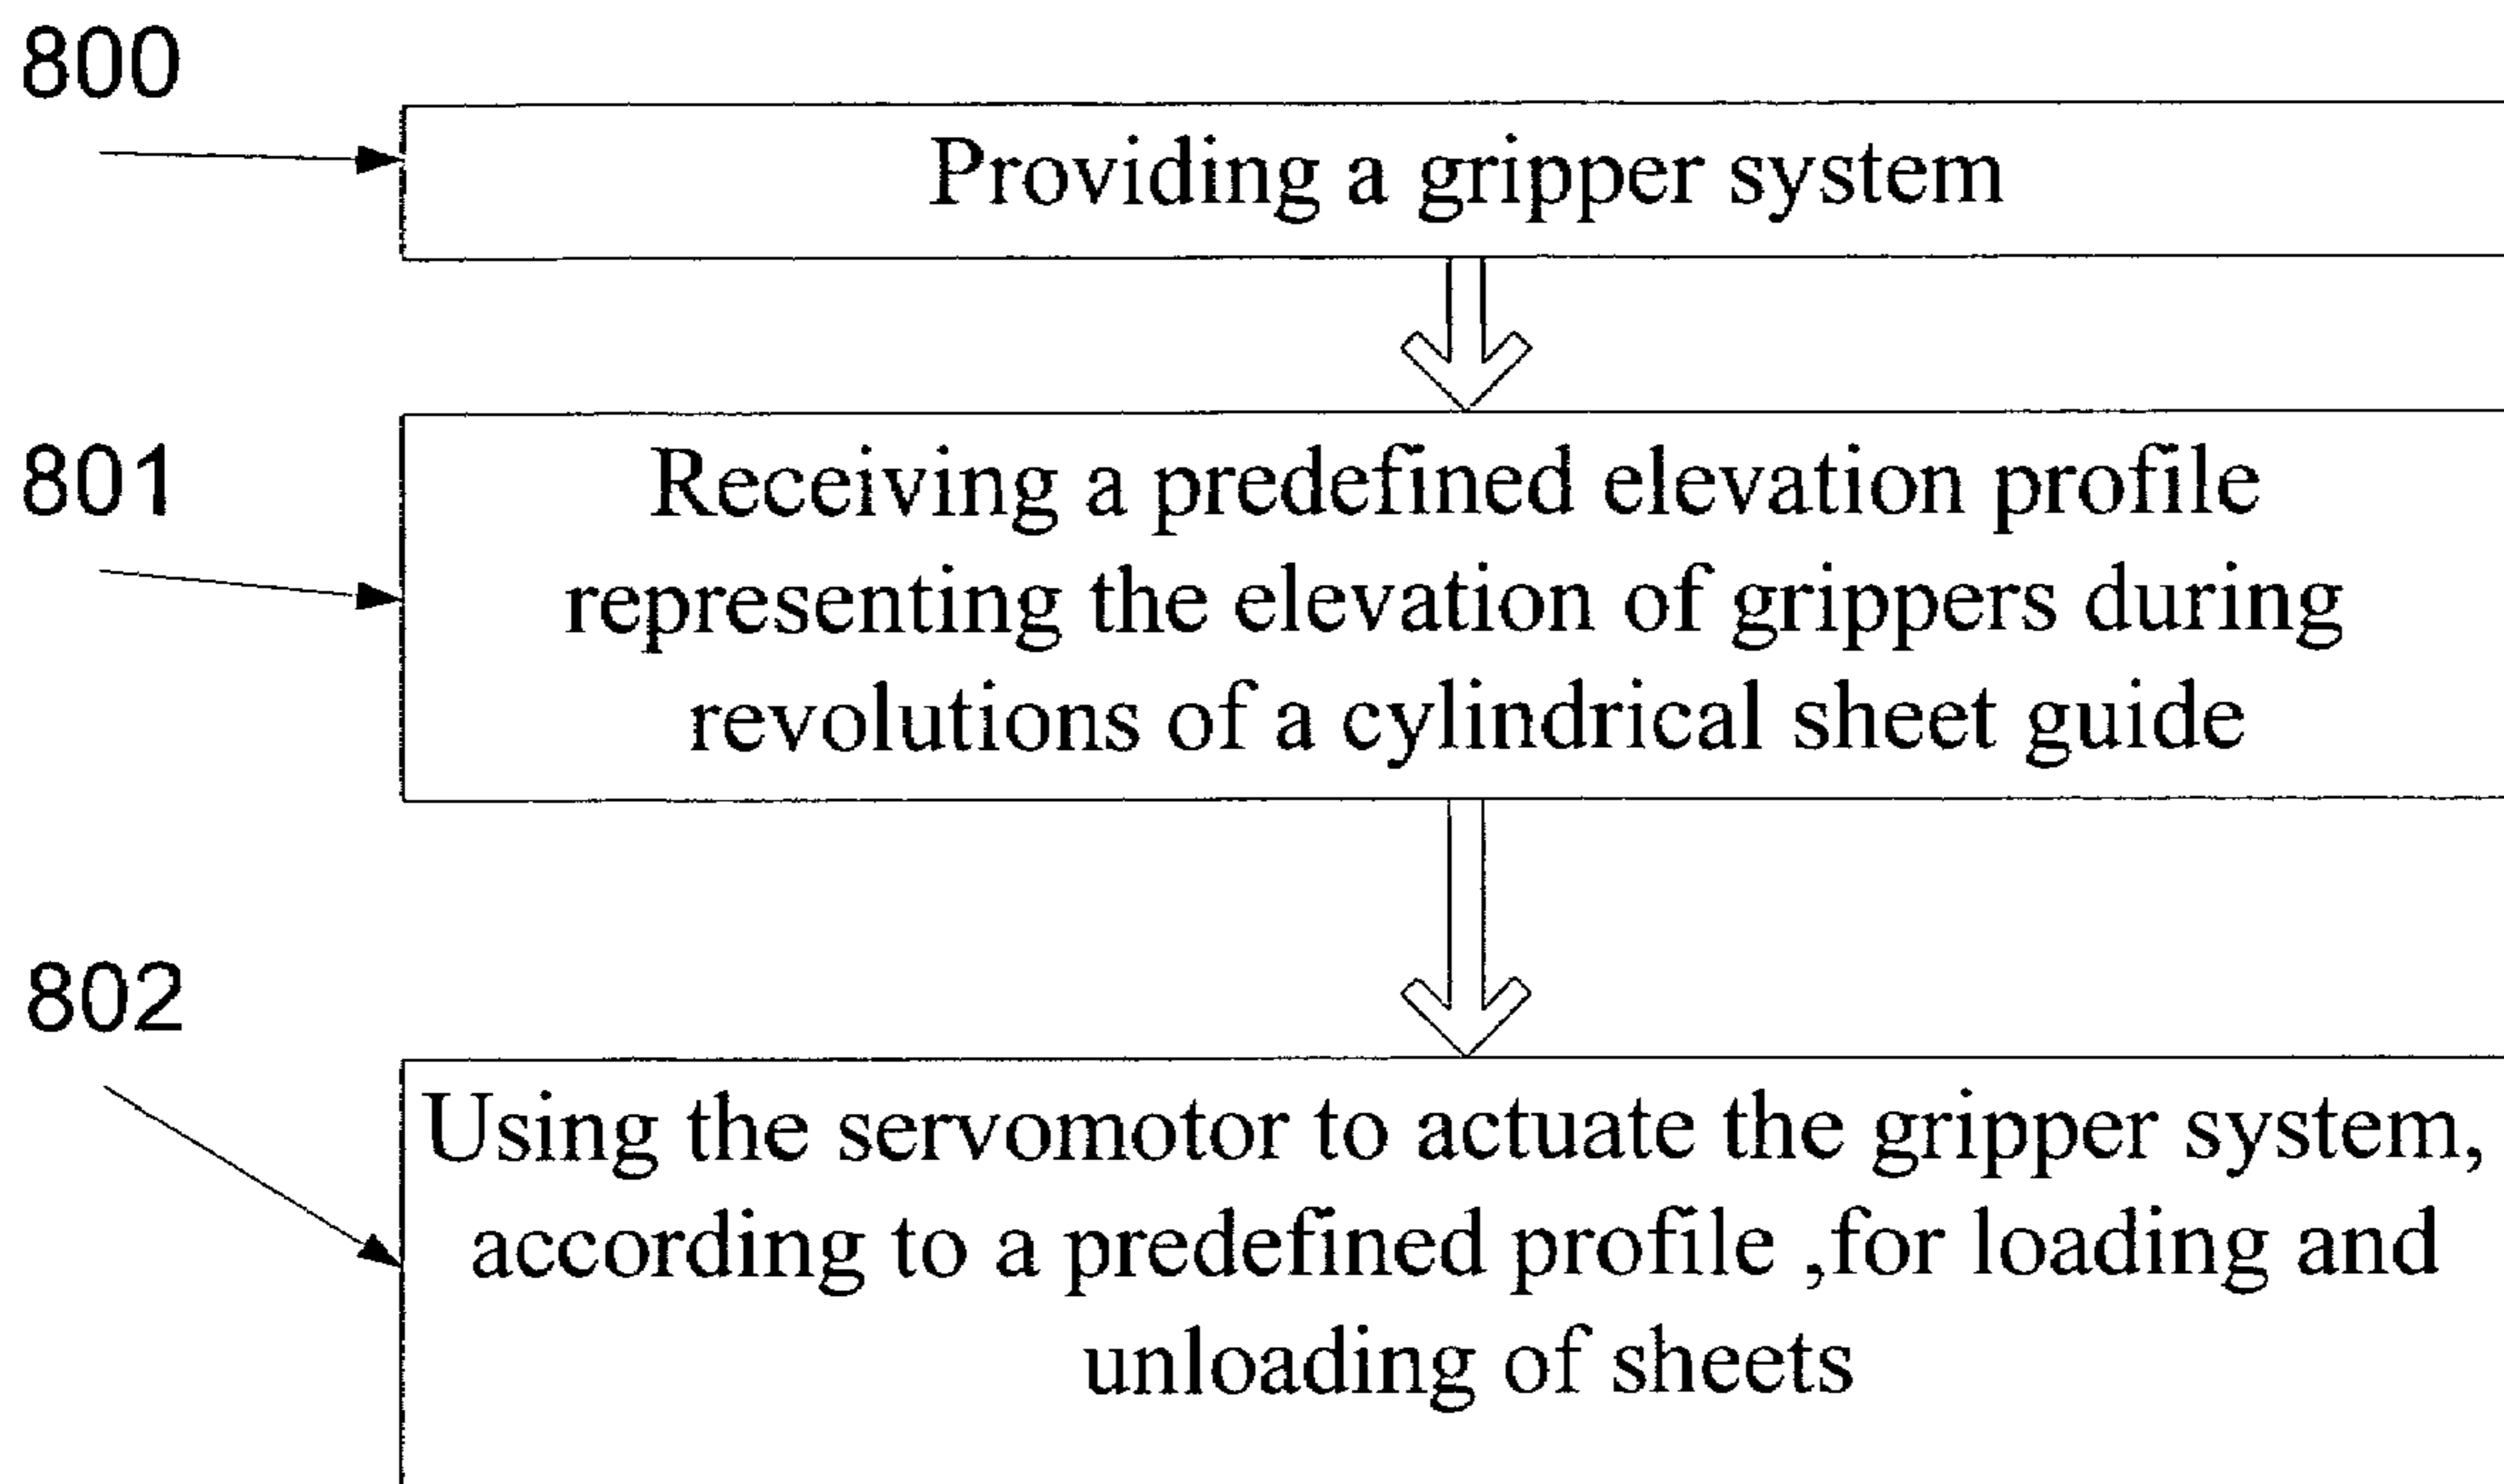 800
Providing a gripper system
801
Receiving a predefined elevation profile
representing the elevation of grippers during
revolutions of a cylindrical sheet guide
802
Using the servomotor to actuate the gripper system,
according to a predefined profile ,for loading and
unloading of sheets